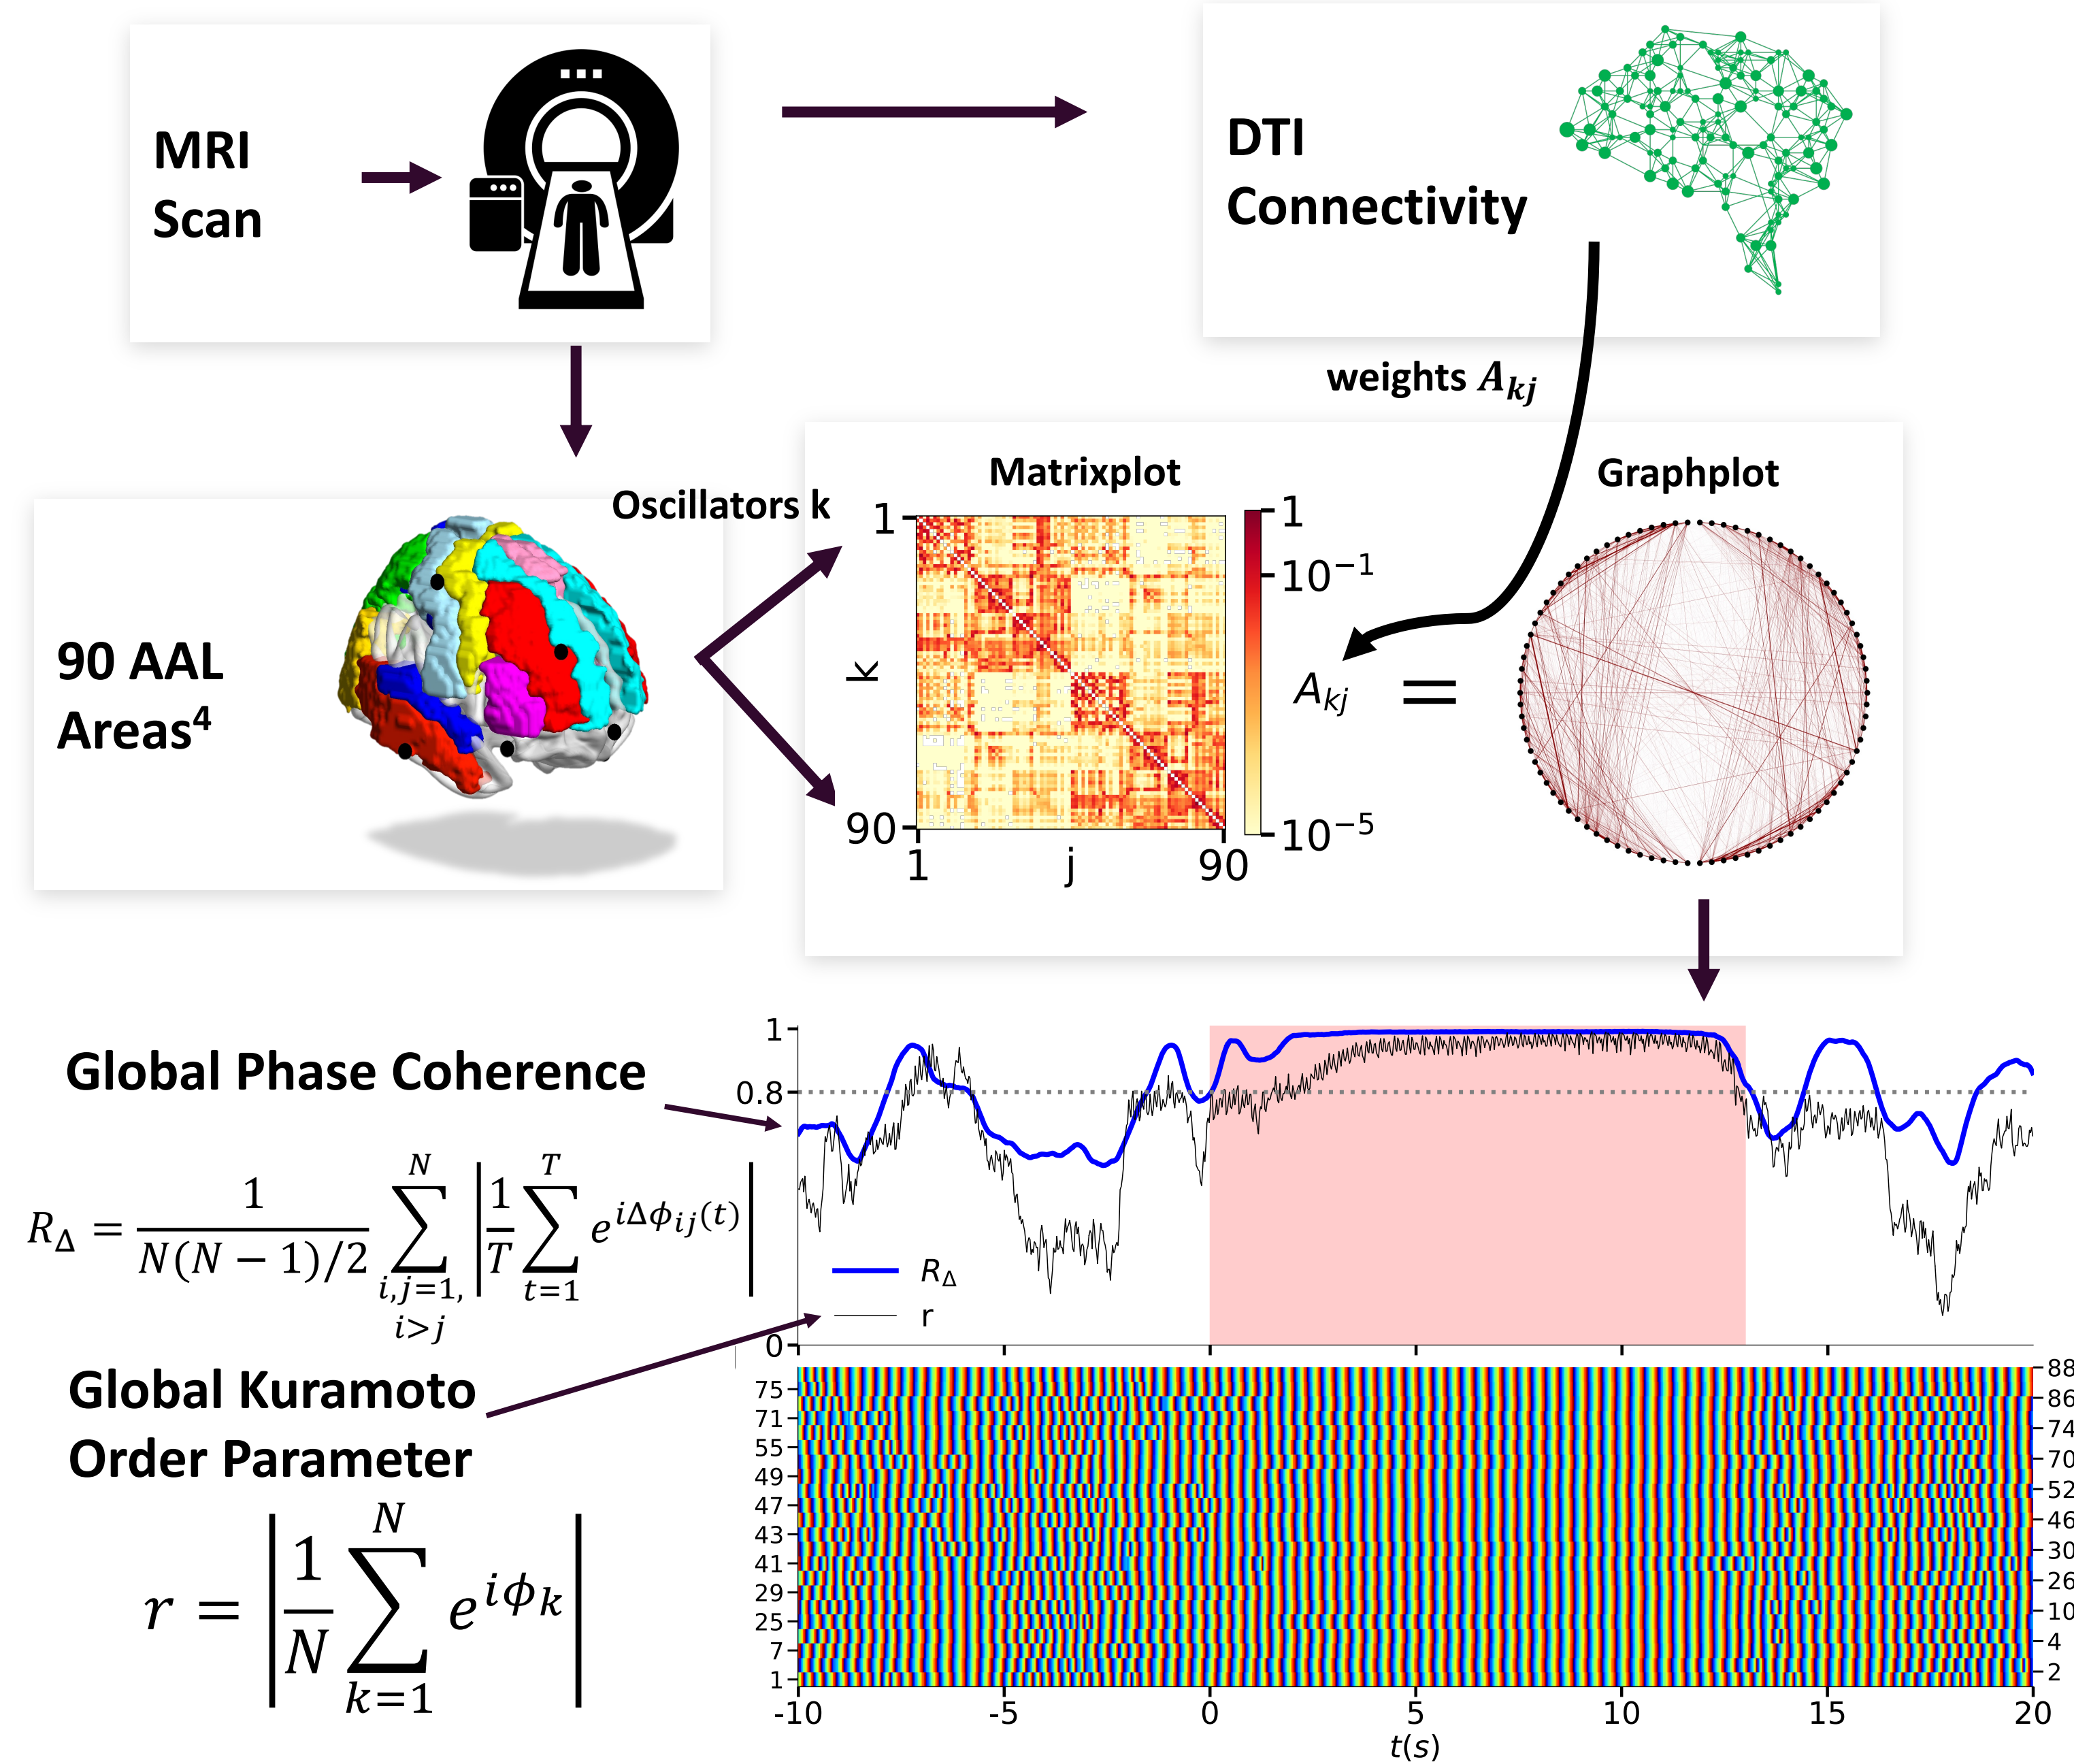 MRI
Scan
DTI
Connectivity
weights A_kj
Oscillators k
90 AAL
Areas⁴
Matrixplot
Graphplot
1
k
90
1
j
90
1
10⁻¹
10⁻⁵
A_kj =
Global Phase Coherence
R_Δ = 1/(N(N − 1)/2) ∑_{i,j=1, i>j}^{N} |1/T ∑_{t=1}^{T} e^{iΔϕ_ij(t)}|
Global Kuramoto
Order Parameter
r = |1/N ∑_{k=1}^{N} e^{iϕ_k}|
1
0.8
0
R_Δ
r
75
71
55
49
47
43
41
29
25
7
1
88
86
74
70
52
46
30
26
10
4
2
-10 -5 0 5 10 15 20
t(s)